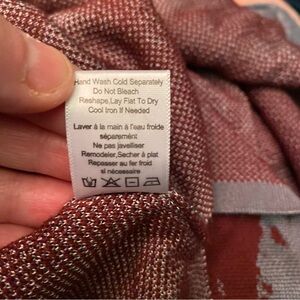 Hand Wash Cold Separately
Do Not Bleach
Reshape,Lay Flat To Dry
Cool Iron If Needed
Laver à la main à l'eau froide
séparément
Ne pas javelliser
Remodeler,Secher à plat
Repasser au fer froid
si nécessaire